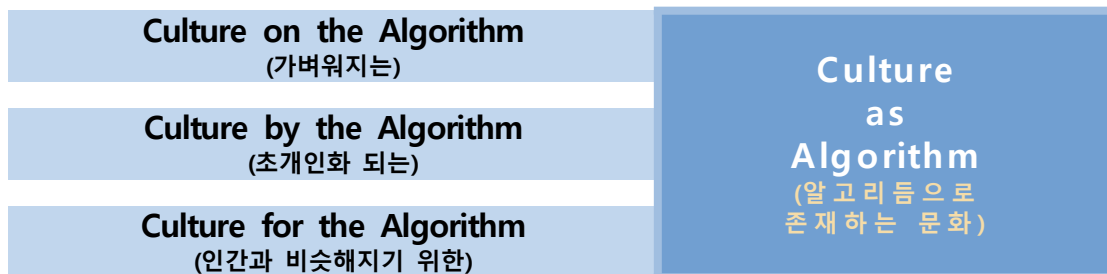 Culture on the Algorithm
(가벼워지는)
Culture by the Algorithm
(초개인화 되는)
Culture for the Algorithm
(인간과 비슷해지기 위한)
Culture
as
Algorithm
(알고리듬으로
존재하는 문화)